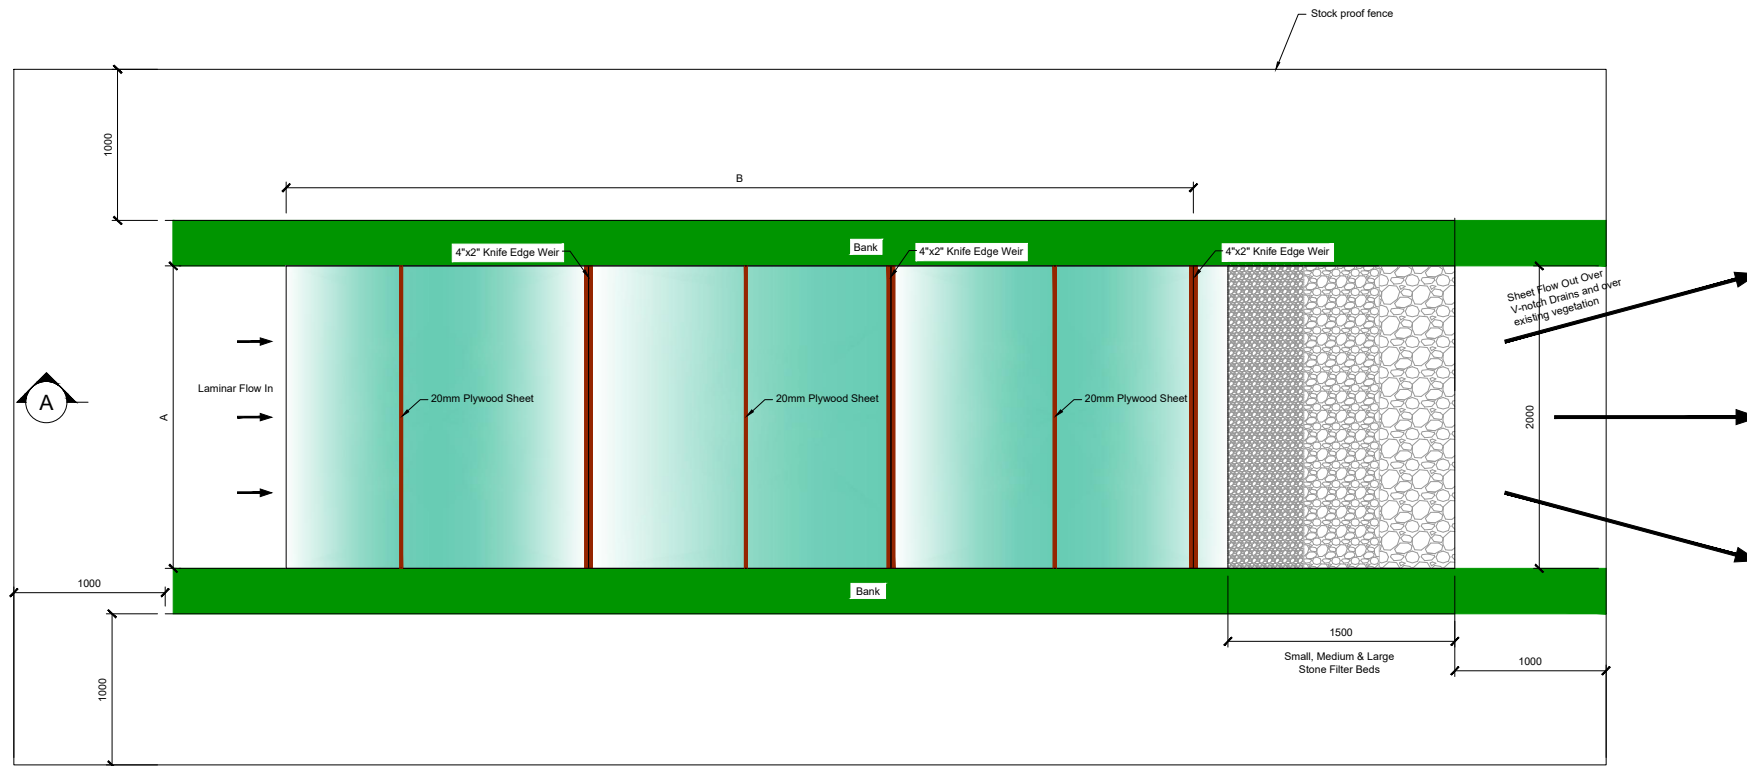 Stock proof fence
1000
B
Bank
4"x2" Knife Edge Weir
4"x2" Knife Edge Weir
4"x2" Knife Edge Weir
Sheet Flow Out Over
V-notch Drains and over
existing vegetation
Laminar Flow In
A
A
20mm Plywood Sheet
20mm Plywood Sheet
20mm Plywood Sheet
2000
1000
Bank
1500
Small, Medium & Large
Stone Filter Beds
1000
1000